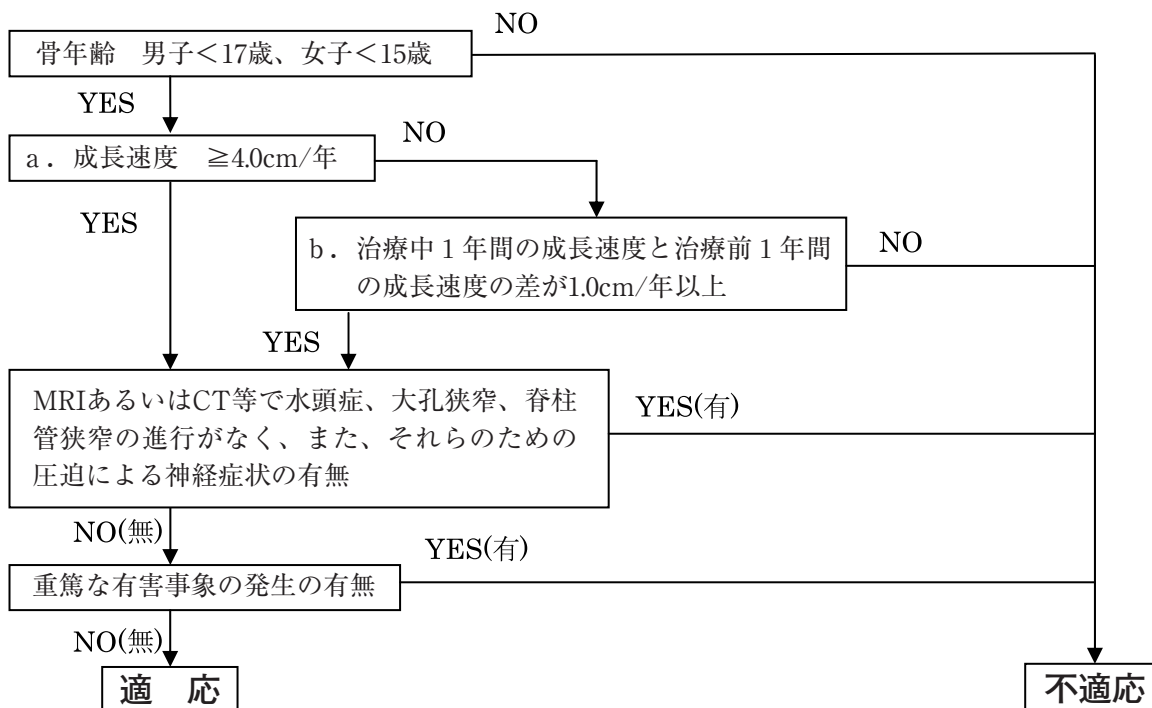 NO
骨年齢　男子＜17歳、女子＜15歳
YES
a．成長速度　≧4.0cm/年
NO
YES
b．治療中１年間の成長速度と治療前１年間
の成長速度の差が1.0cm/年以上
NO
YES
MRIあるいはCT等で水頭症、大孔狭窄、脊柱
管狭窄の進行がなく、また、それらのための
圧迫による神経症状の有無
YES(有)
NO(無)
重篤な有害事象の発生の有無
YES(有)
NO(無)
適　応
不適応